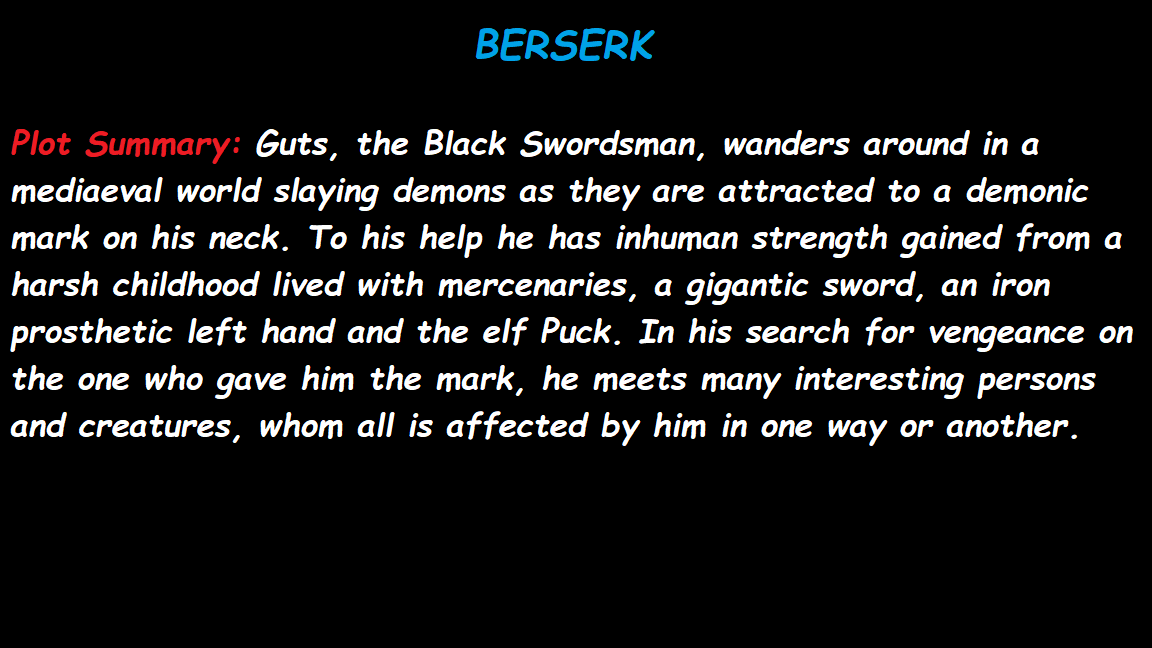 BERSERK
Plot Summary: Guts, the Black Swordsman, wanders around in a
mediaeval world slaying demons as they are attracted to a demonic
mark on his neck. To his help he has inhuman strength gained from a
harsh childhood lived with mercenaries, a gigantic sword, an iron
prosthetic left hand and the elf Puck. In his search for vengeance on
the one who gave him the mark, he meets many interesting persons
and creatures, whom all is affected by him in one way or another.